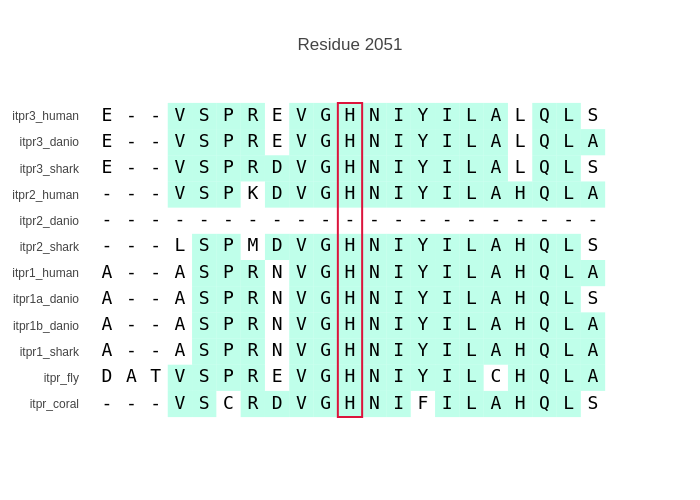 Residue 2051
itpr3_human E - - V S P R E V G H N I Y I L A L Q L S
itpr3_danio E - - V S P R E V G H N I Y I L A L Q L A
itpr3_shark E - - V S P R D V G H N I Y I L A L Q L S
itpr2_human - - - V S P K D V G H N I Y I L A H Q L A
itpr2_danio - - - - - - - - - - - - - - - - - - - - -
itpr2_shark - - - L S P M D V G H N I Y I L A H Q L S
itpr1_human A - - A S P R N V G H N I Y I L A H Q L A
itpr1a_danio A - - A S P R N V G H N I Y I L A H Q L S
itpr1b_danio A - - A S P R N V G H N I Y I L A H Q L A
itpr1_shark A - - A S P R N V G H N I Y I L A H Q L A
itpr_fly D A T V S P R E V G H N I Y I L C H Q L A
itpr_coral - - - V S C R D V G H N I F I L A H Q L S